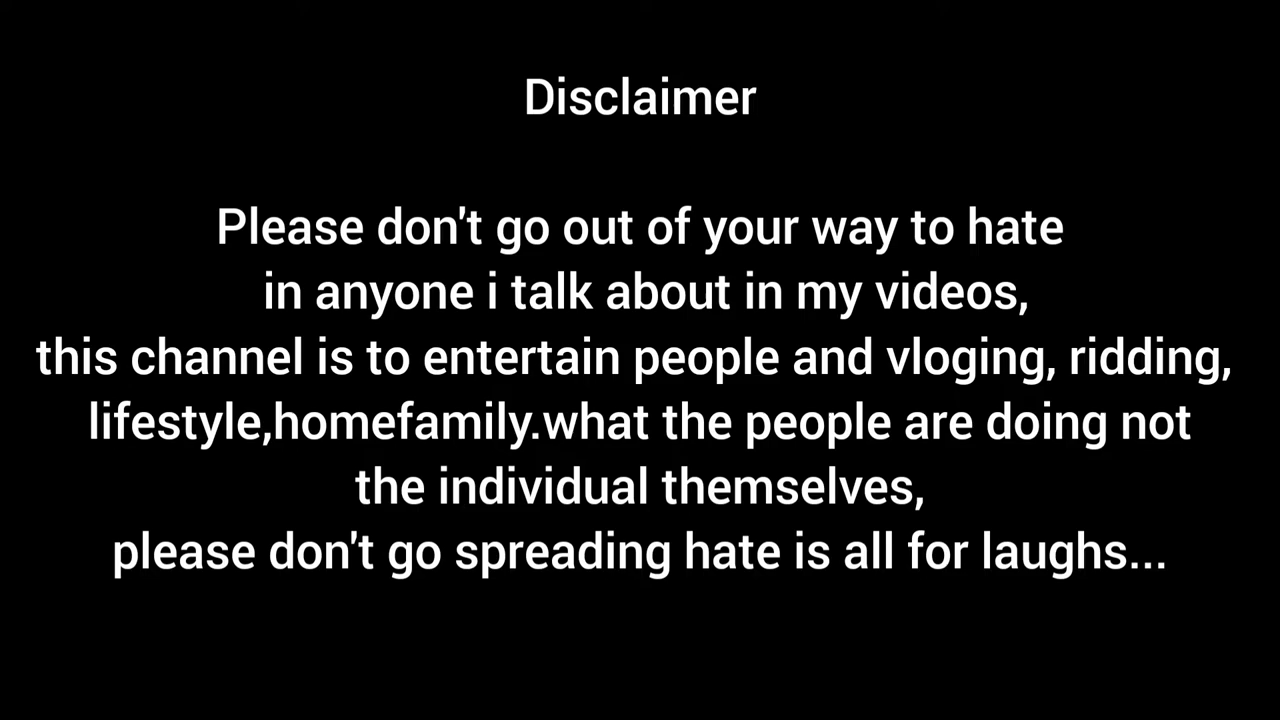 Disclaimer
Please don't go out of your way to hate
in anyone i talk about in my videos,
this channel is to entertain people and vloging, ridding,
lifestyle,homefamily.what the people are doing not
the individual themselves,
please don't go spreading hate is all for laughs...